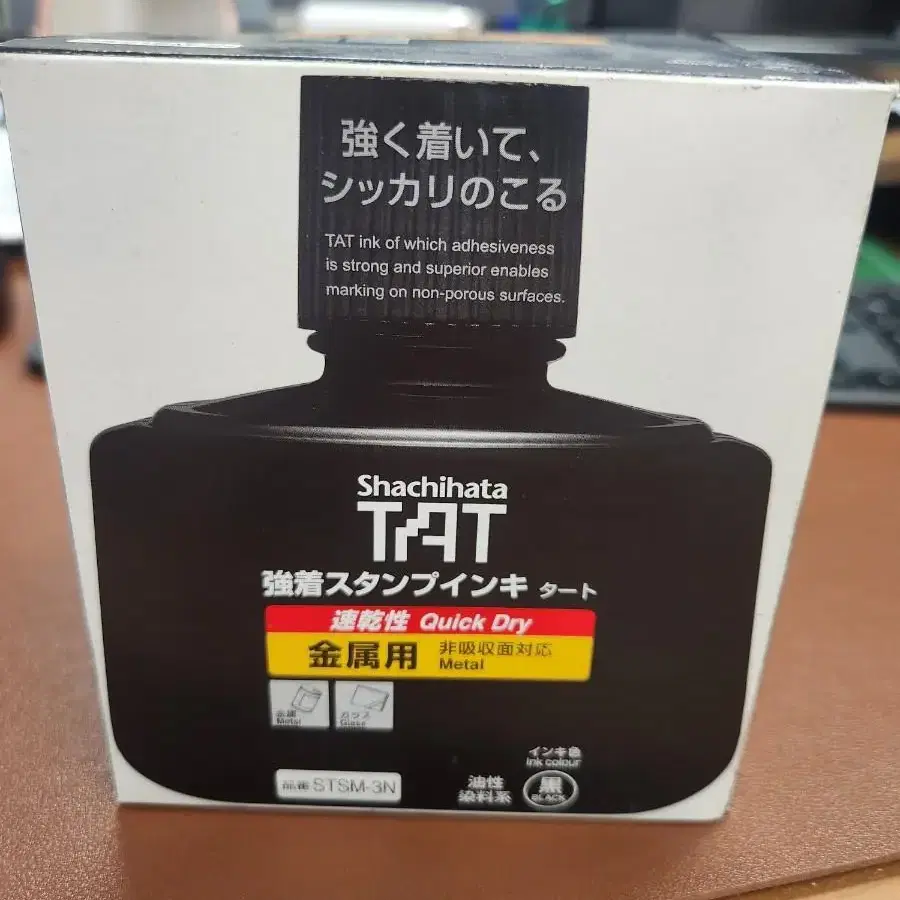 強く着いて、
シッカリのこる
TAT ink of which adhesiveness
is strong and superior enables
marking on non-porous surfaces.
Shachihata
TAT
強着スタンプインキ タート
速乾性 Quick Dry
金属用 非吸収面対応
Metal
金属
Metal
ガラス
Glass
インキ色
ink colour
品番 STSM-3N
油性
染料系
黒
BLACK